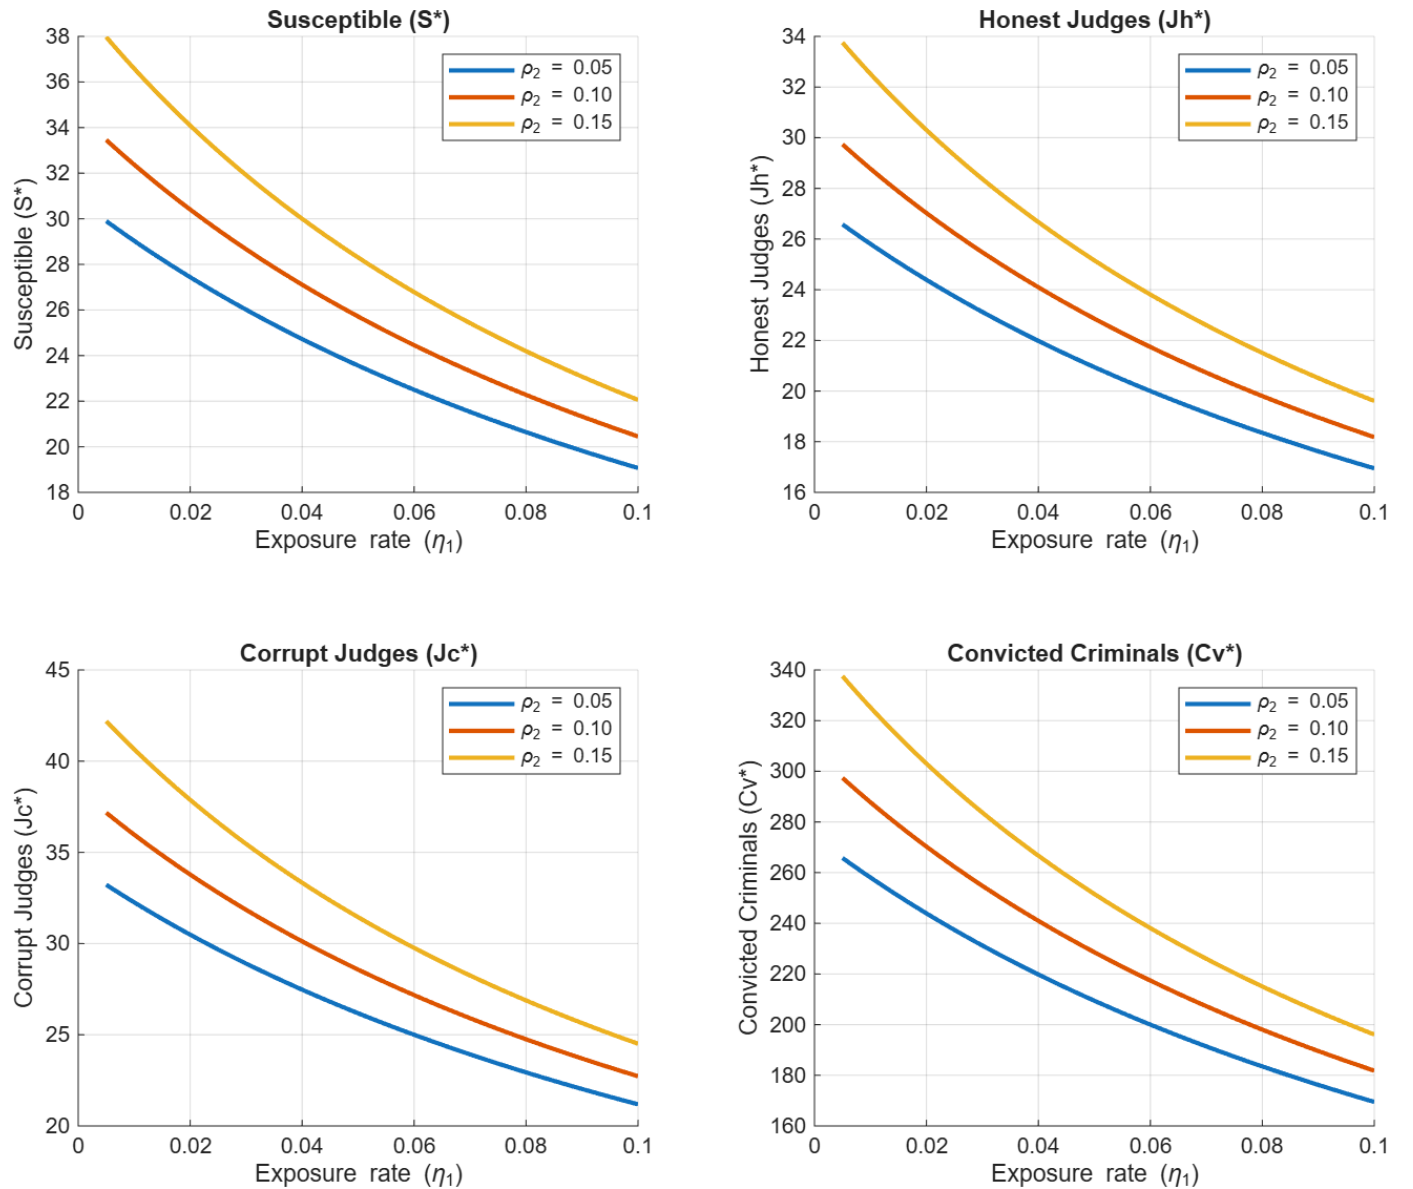 Susceptible (S*)
38
36
34
32
30
28
26
24
22
20
18
Susceptible (S*)
ρ2 = 0.05
ρ2 = 0.10
ρ2 = 0.15
0 0.02 0.04 0.06 0.08 0.1
Exposure rate (η1)
Honest Judges (Jh*)
34
32
30
28
26
24
22
20
18
16
Honest Judges (Jh*)
ρ2 = 0.05
ρ2 = 0.10
ρ2 = 0.15
0 0.02 0.04 0.06 0.08 0.1
Exposure rate (η1)
Corrupt Judges (Jc*)
45
40
35
30
25
20
Corrupt Judges (Jc*)
ρ2 = 0.05
ρ2 = 0.10
ρ2 = 0.15
0 0.02 0.04 0.06 0.08 0.1
Exposure rate (η1)
Convicted Criminals (Cv*)
340
320
300
280
260
240
220
200
180
160
Convicted Criminals (Cv*)
ρ2 = 0.05
ρ2 = 0.10
ρ2 = 0.15
0 0.02 0.04 0.06 0.08 0.1
Exposure rate (η1)